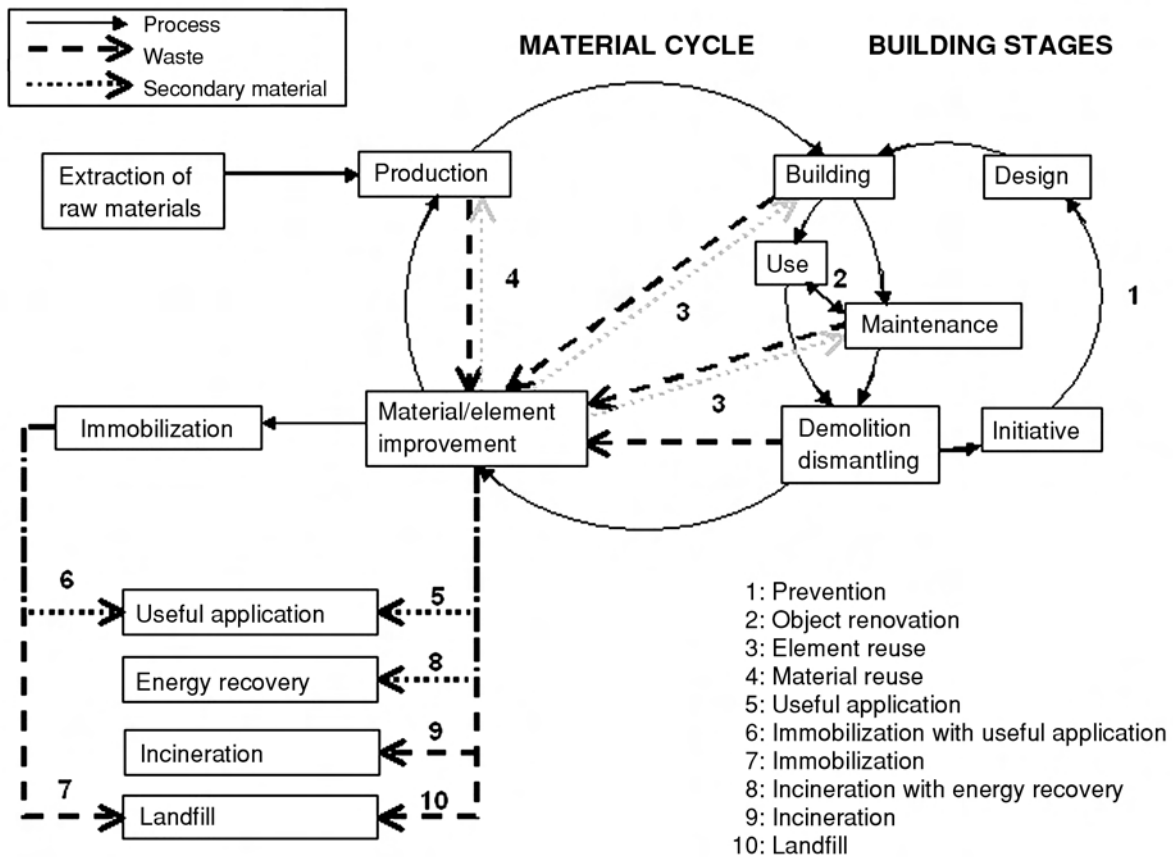 Process
Waste
Secondary material
MATERIAL CYCLE
BUILDING STAGES
Extraction of
raw materials
Production
Building
Design
Use
2
4
3
1
Maintenance
3
Immobilization
Material/element
improvement
Demolition
dismantling
Initiative
6
5
Useful application
8
Energy recovery
9
Incineration
7
10
Landfill
1: Prevention
2: Object renovation
3: Element reuse
4: Material reuse
5: Useful application
6: Immobilization with useful application
7: Immobilization
8: Incineration with energy recovery
9: Incineration
10: Landfill